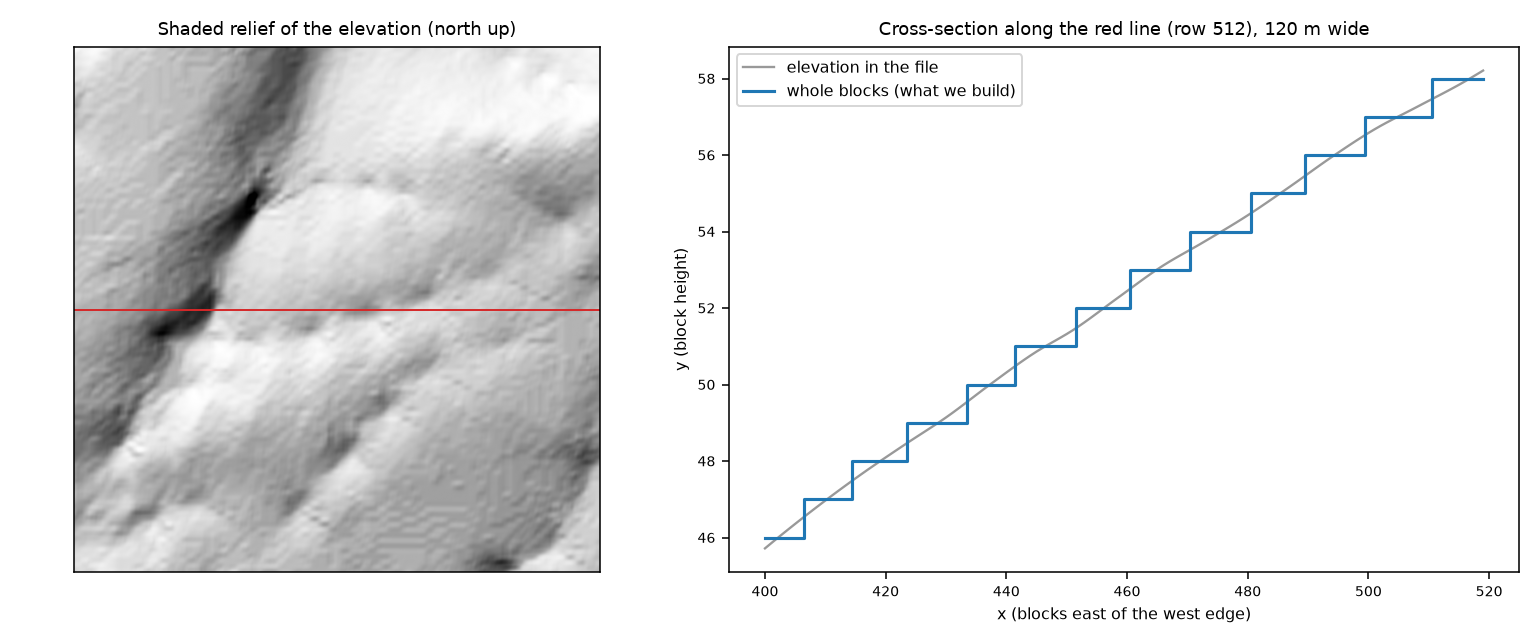 Shaded relief of the elevation (north up)
Cross-section along the red line (row 512), 120 m wide
elevation in the file
whole blocks (what we build)
58
56
54
52
50
48
46
y (block height)
400 420 440 460 480 500 520
x (blocks east of the west edge)